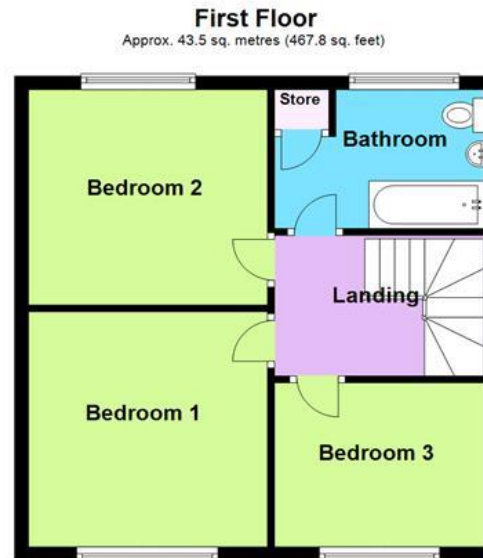 First Floor
Approx. 43.5 sq. metres (467.8 sq. feet)
Store
Bathroom
Bedroom 2
Landing
Bedroom 1
Bedroom 3